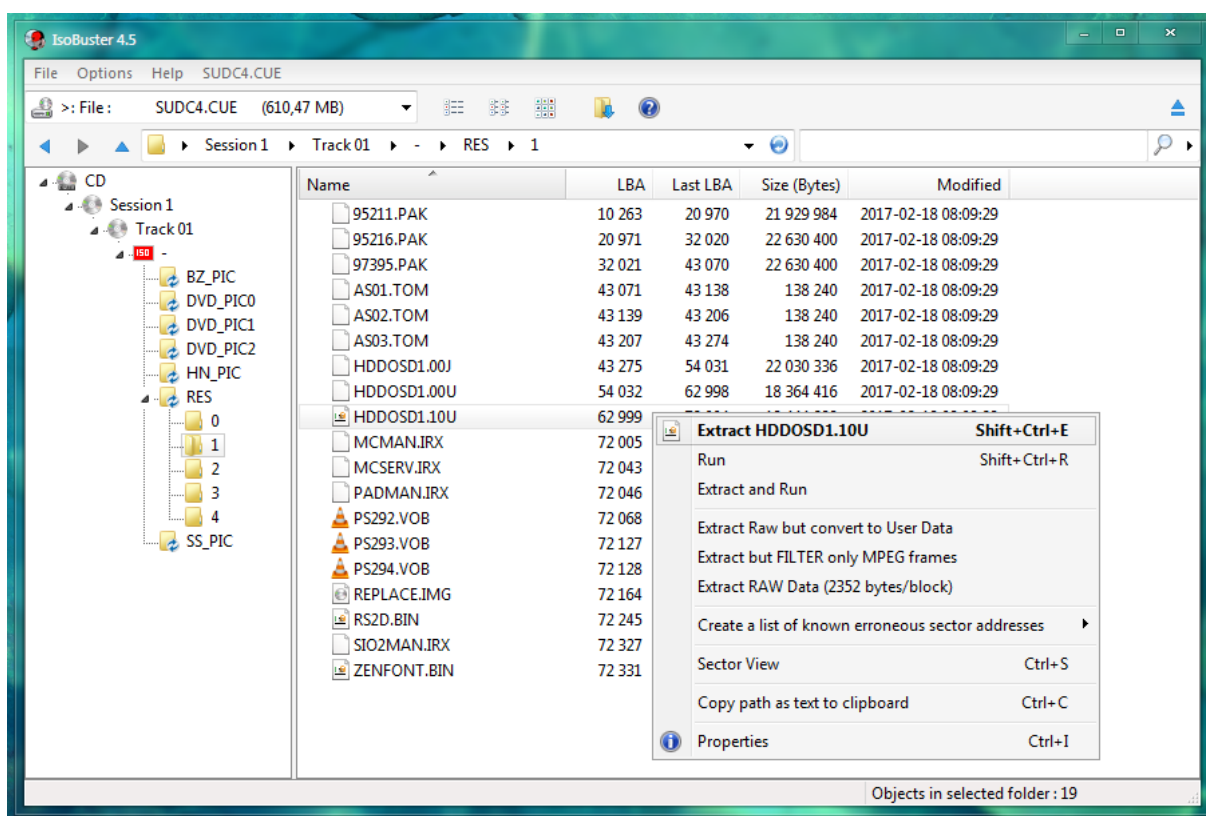 IsoBuster 4.5
File Options Help SUDC4.CUE
>: File : SUDC4.CUE (610,47 MB)
Session 1 Track 01 - RES 1
CD
Session 1
Track 01
ISO -
BZ_PIC
DVD_PIC0
DVD_PIC1
DVD_PIC2
HN_PIC
RES
0
1
2
3
4
SS_PIC
Name LBA Last LBA Size (Bytes) Modified
95211.PAK 10 263 20 970 21 929 984 2017-02-18 08:09:29
95216.PAK 20 971 32 020 22 630 400 2017-02-18 08:09:29
97395.PAK 32 021 43 070 22 630 400 2017-02-18 08:09:29
AS01.TOM 43 071 43 138 138 240 2017-02-18 08:09:29
AS02.TOM 43 139 43 206 138 240 2017-02-18 08:09:29
AS03.TOM 43 207 43 274 138 240 2017-02-18 08:09:29
HDDOSD1.00J 43 275 54 031 22 030 336 2017-02-18 08:09:29
HDDOSD1.00U 54 032 62 998 18 364 416 2017-02-18 08:09:29
HDDOSD1.10U 62 999
MCMAN.IRX 72 005
MCSERV.IRX 72 043
PADMAN.IRX 72 046
PS292.VOB 72 068
PS293.VOB 72 127
PS294.VOB 72 128
REPLACE.IMG 72 164
RS2D.BIN 72 245
SIO2MAN.IRX 72 327
ZENFONT.BIN 72 331
Extract HDDOSD1.10U Shift+Ctrl+E
Run Shift+Ctrl+R
Extract and Run
Extract Raw but convert to User Data
Extract but FILTER only MPEG frames
Extract RAW Data (2352 bytes/block)
Create a list of known erroneous sector addresses
Sector View Ctrl+S
Copy path as text to clipboard Ctrl+C
Properties Ctrl+I
Objects in selected folder : 19